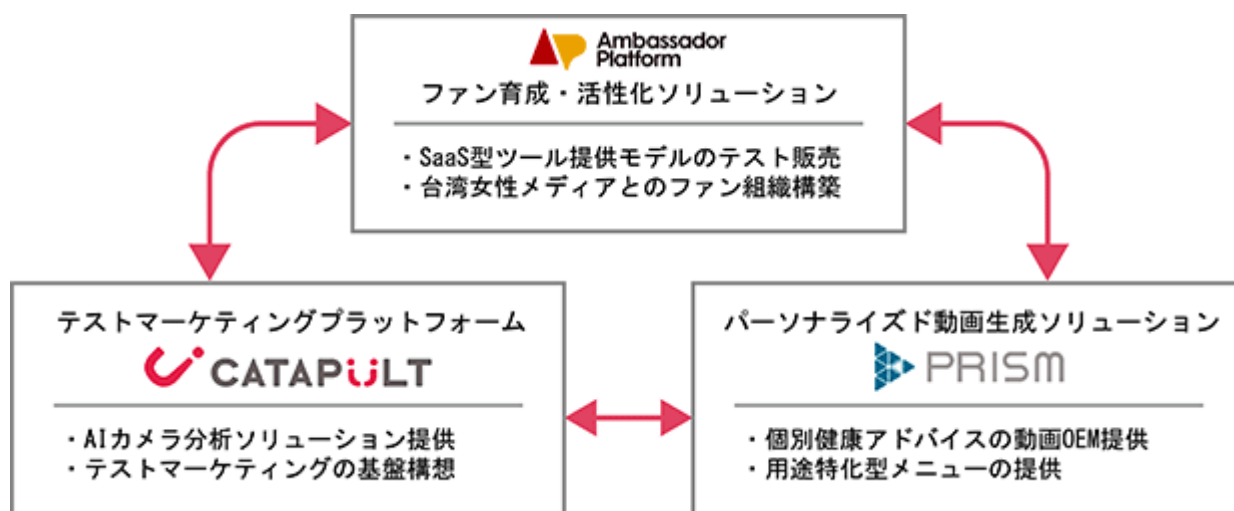 Ambassador
Platform
ファン育成・活性化ソリューション
・SaaS型ツール提供モデルのテスト販売
・台湾女性メディアとのファン組織構築
テストマーケティングプラットフォーム
CATAPULT
・AIカメラ分析ソリューション提供
・テストマーケティングの基盤構想
パーソナライズド動画生成ソリューション
PRISM
・個別健康アドバイスの動画OEM提供
・用途特化型メニューの提供